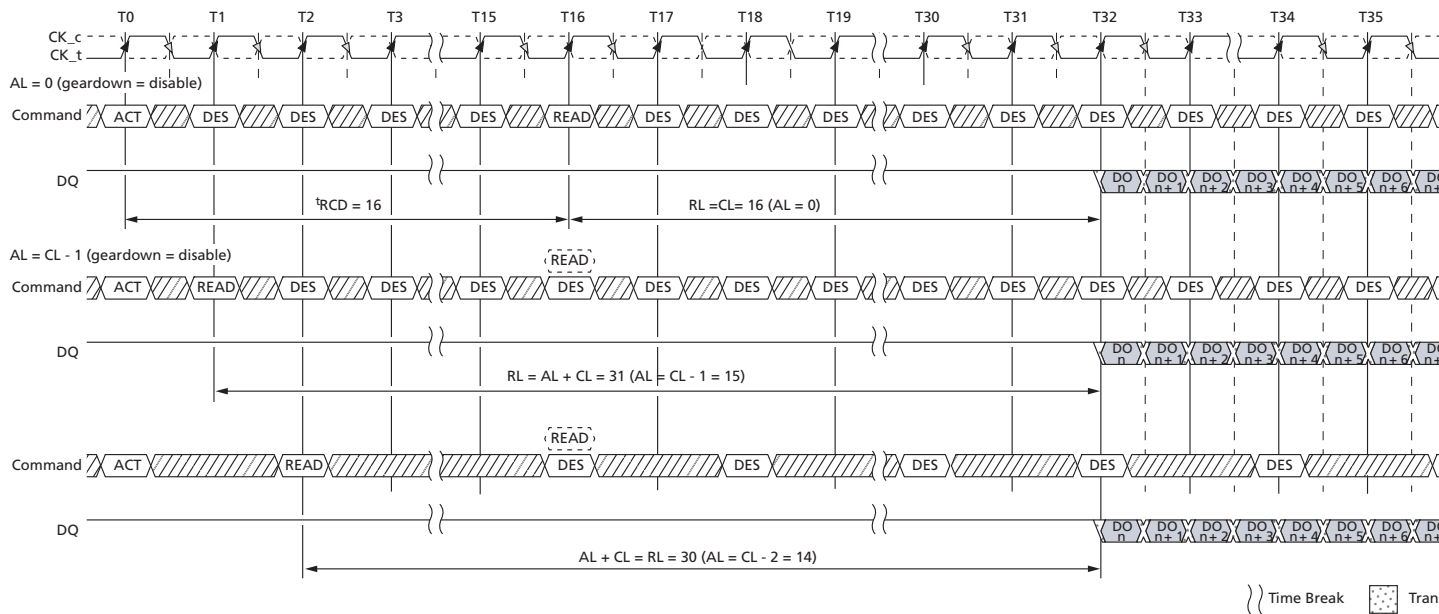 T0 T1 T2 T3 T15 T16 T17 T18 T19 T30 T31 T32 T33 T34 T35
CK_c
CK_t
AL = 0 (geardown = disable)
Command ACT DES DES DES DES READ DES DES DES DES DES DES DES DES DES
DQ DO n DO n + 1 DO n + 2 DO n + 3 DO n + 4 DO n + 5 DO n + 6 DO n +
tRCD = 16 RL =CL= 16 (AL = 0)
AL = CL - 1 (geardown = disable)
READ
Command ACT READ DES DES DES DES DES DES DES DES DES DES DES DES DES
DQ DO n DO n + 1 DO n + 2 DO n + 3 DO n + 4 DO n + 5 DO n + 6 DO n +
RL = AL + CL = 31 (AL = CL - 1 = 15)
READ
Command ACT READ DES DES DES DES DES
DQ DO n DO n + 1 DO n + 2 DO n + 3 DO n + 4 DO n + 5 DO n + 6 DO n +
AL + CL = RL = 30 (AL = CL - 2 = 14)
Time Break Tran